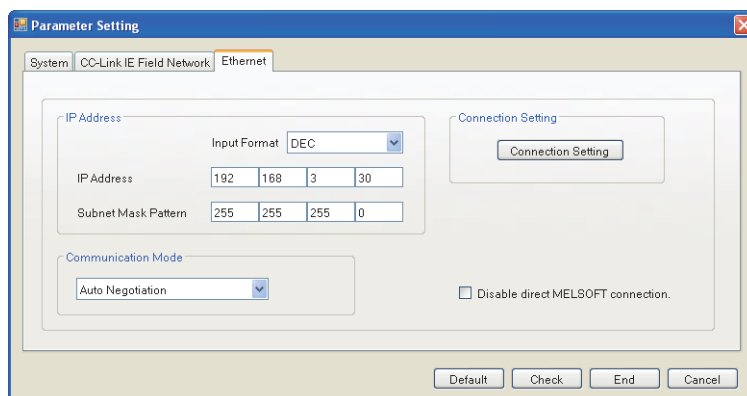 Parameter Setting
System CC-Link IE Field Network Ethernet
IP Address
Input Format DEC
IP Address 192 168 3 30
Subnet Mask Pattern 255 255 255 0
Connection Setting
Connection Setting
Communication Mode
Auto Negotiation
Disable direct MELSOFT connection.
Default Check End Cancel